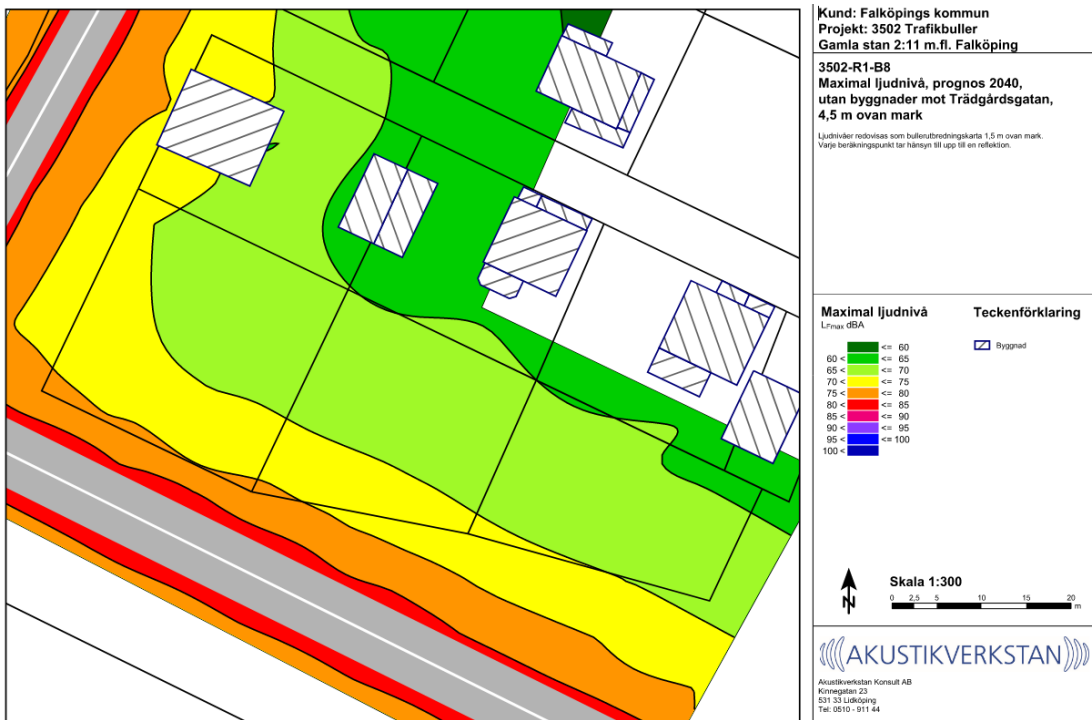 Kund: Falköpings kommun
Projekt: 3502 Trafikbuller
Gamla stan 2:11 m.fl. Falköping
3502-R1-B8
Maximal ljudnivå, prognos 2040,
utan byggnader mot Trädgårdsgatan,
4,5 m ovan mark
Ljudnivåer redovisas som bullerutbredningskarta 1,5 m ovan mark.
Varje beräkningspunkt tar hänsyn till upp till en reflektion.
Maximal ljudnivå
LFmax dBA
<= 60
60 < <= 65
65 < <= 70
70 < <= 75
75 < <= 80
80 < <= 85
85 < <= 90
90 < <= 95
95 < <= 100
100 <
Teckenförklaring
Byggnad
N
Skala 1:300
0 2,5 5 10 15 20
m
AKUSTIKVERKSTAN
Akustikverkstan Konsult AB
Kinnegatan 23
531 33 Lidköping
Tel: 0510 - 911 44